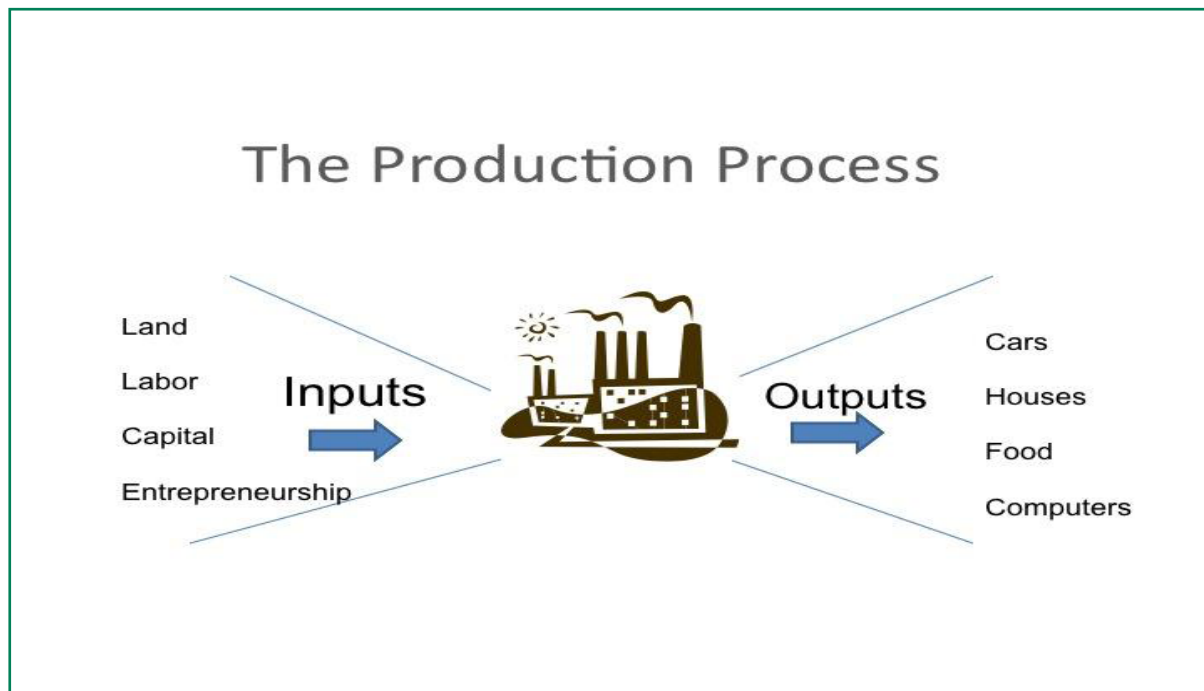 The Production Process
Land
Labor
Capital
Entrepreneurship
Inputs
Outputs
Cars
Houses
Food
Computers